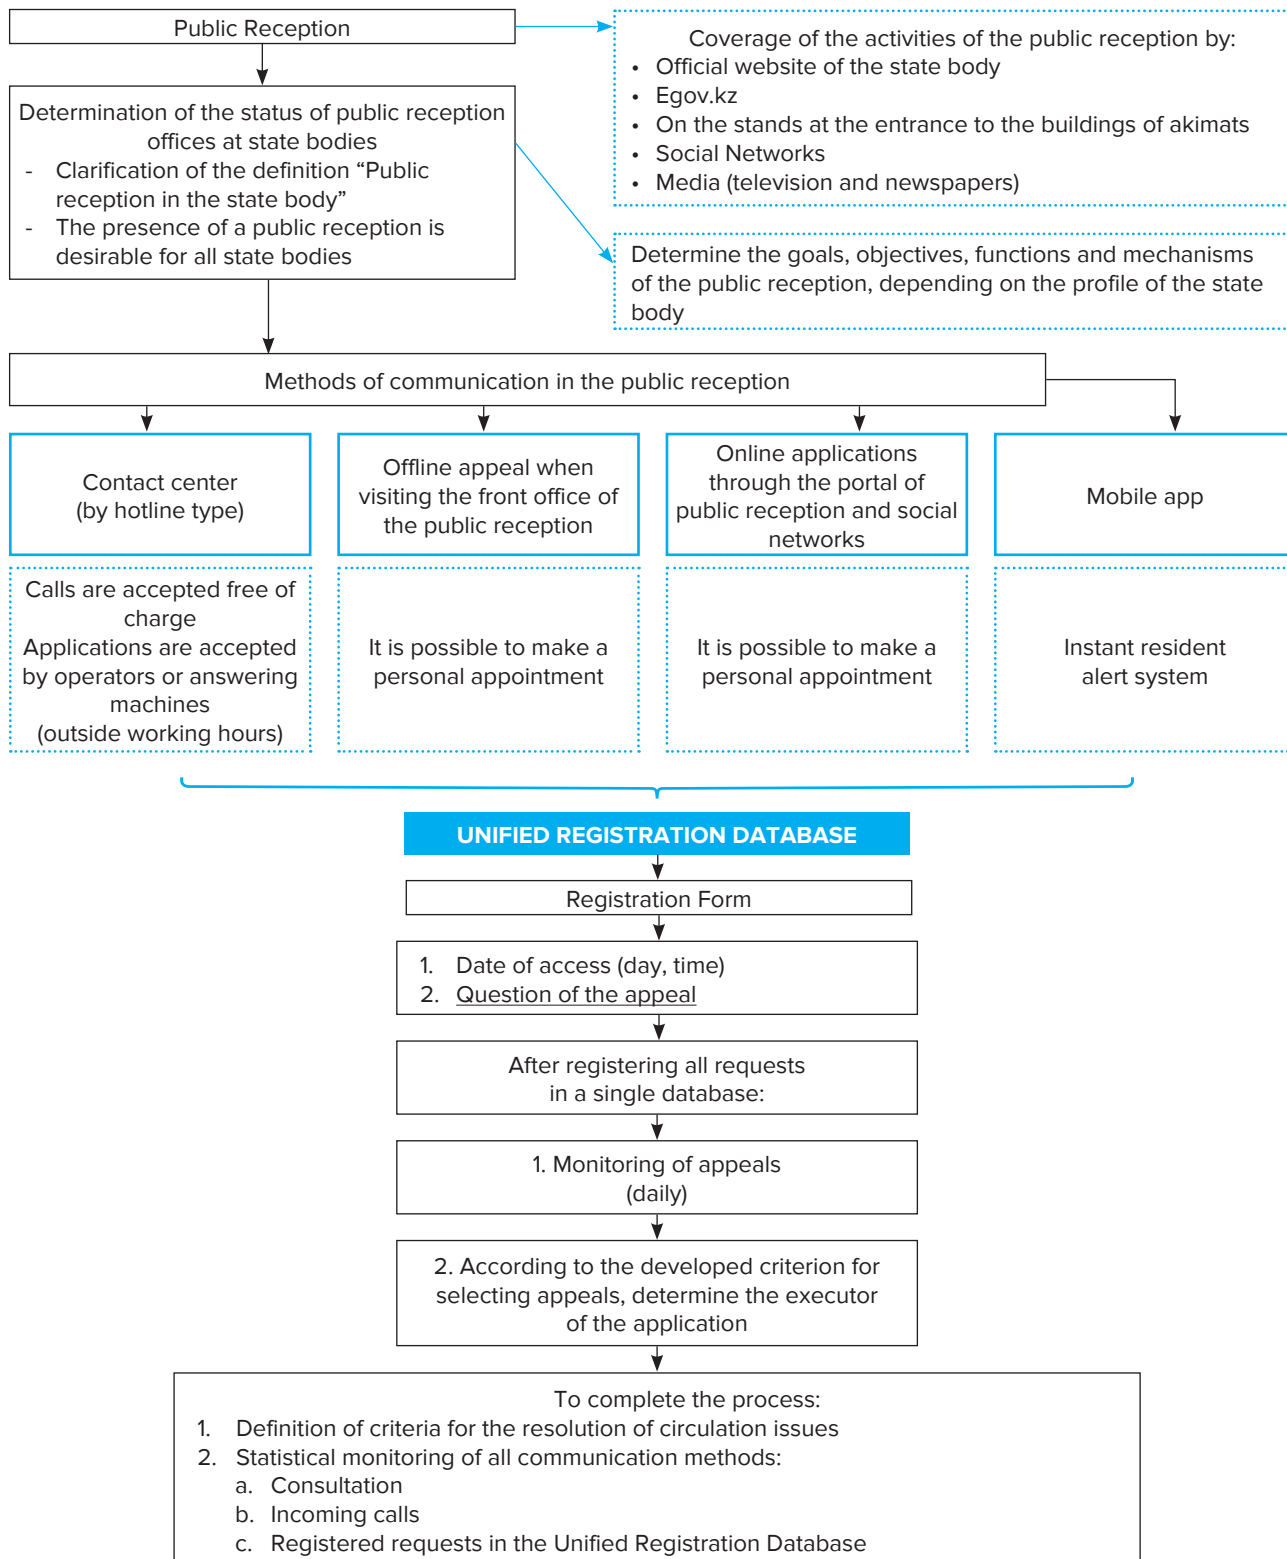 Public Reception
Coverage of the activities of the public reception by:
• Official website of the state body
• Egov.kz
• On the stands at the entrance to the buildings of akimats
• Social Networks
• Media (television and newspapers)
Determination of the status of public reception
offices at state bodies
- Clarification of the definition “Public
reception in the state body”
- The presence of a public reception is
desirable for all state bodies
Determine the goals, objectives, functions and mechanisms
of the public reception, depending on the profile of the state
body
Methods of communication in the public reception
Contact center
(by hotline type)
Offline appeal when
visiting the front office of
the public reception
Online applications
through the portal of
public reception and social
networks
Mobile app
Calls are accepted free of
charge
Applications are accepted
by operators or answering
machines
(outside working hours)
It is possible to make a
personal appointment
It is possible to make a
personal appointment
Instant resident
alert system
UNIFIED REGISTRATION DATABASE
Registration Form
1. Date of access (day, time)
2. Question of the appeal
After registering all requests
in a single database:
1. Monitoring of appeals
(daily)
2. According to the developed criterion for
selecting appeals, determine the executor
of the application
To complete the process:
1. Definition of criteria for the resolution of circulation issues
2. Statistical monitoring of all communication methods:
a. Consultation
b. Incoming calls
c. Registered requests in the Unified Registration Database